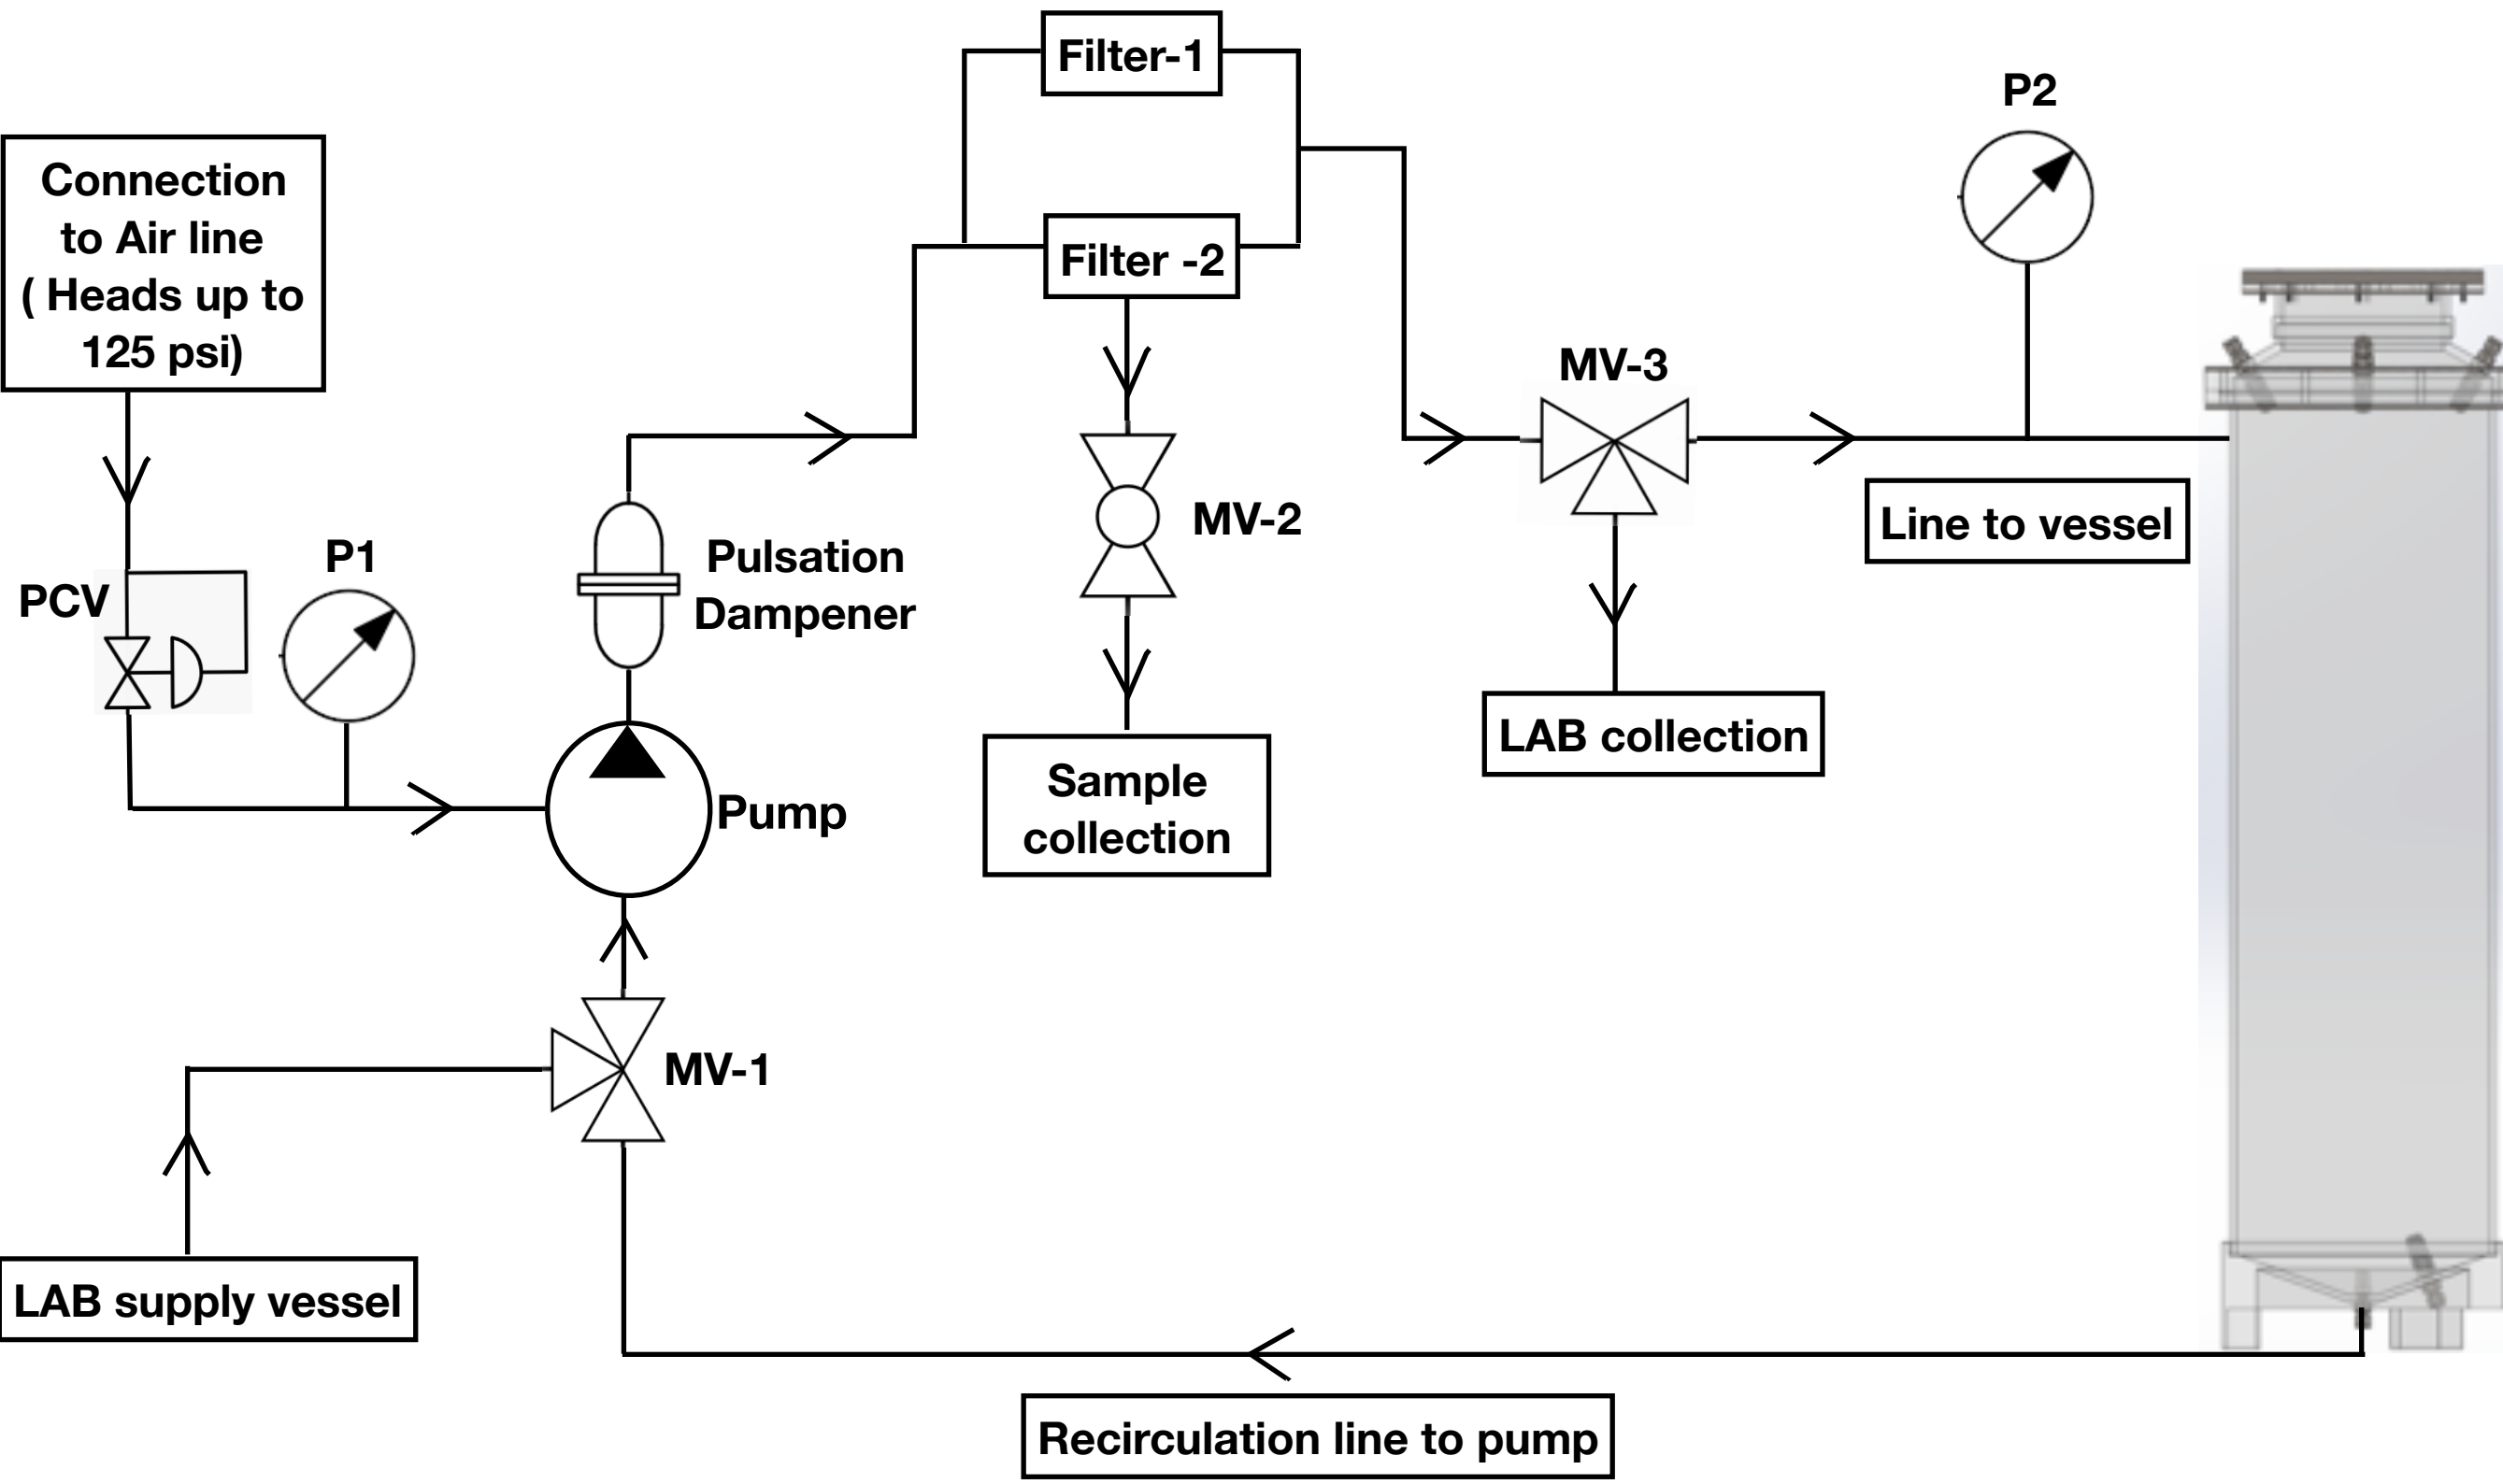 Filter-1
P2
Connection
to Air line
( Heads up to
125 psi)
Filter -2
MV-3
MV-2
Line to vessel
P1
Pulsation
Dampener
PCV
LAB collection
Sample
collection
Pump
MV-1
LAB supply vessel
Recirculation line to pump